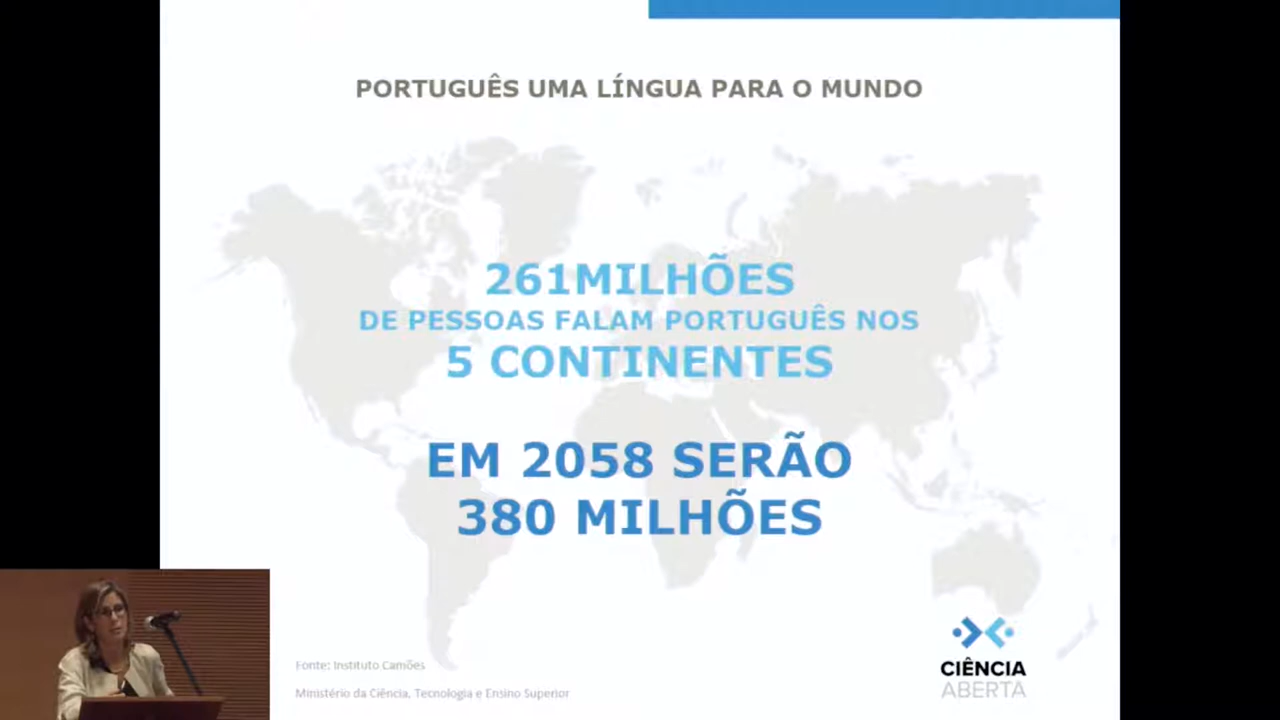 PORTUGUÊS UMA LÍNGUA PARA O MUNDO
261MILHÕES
DE PESSOAS FALAM PORTUGUÊS NOS
5 CONTINENTES
EM 2058 SERÃO
380 MILHÕES
Fonte: Instituto Camões
Ministério da Ciência, Tecnologia e Ensino Superior
CIÊNCIA
ABERTA